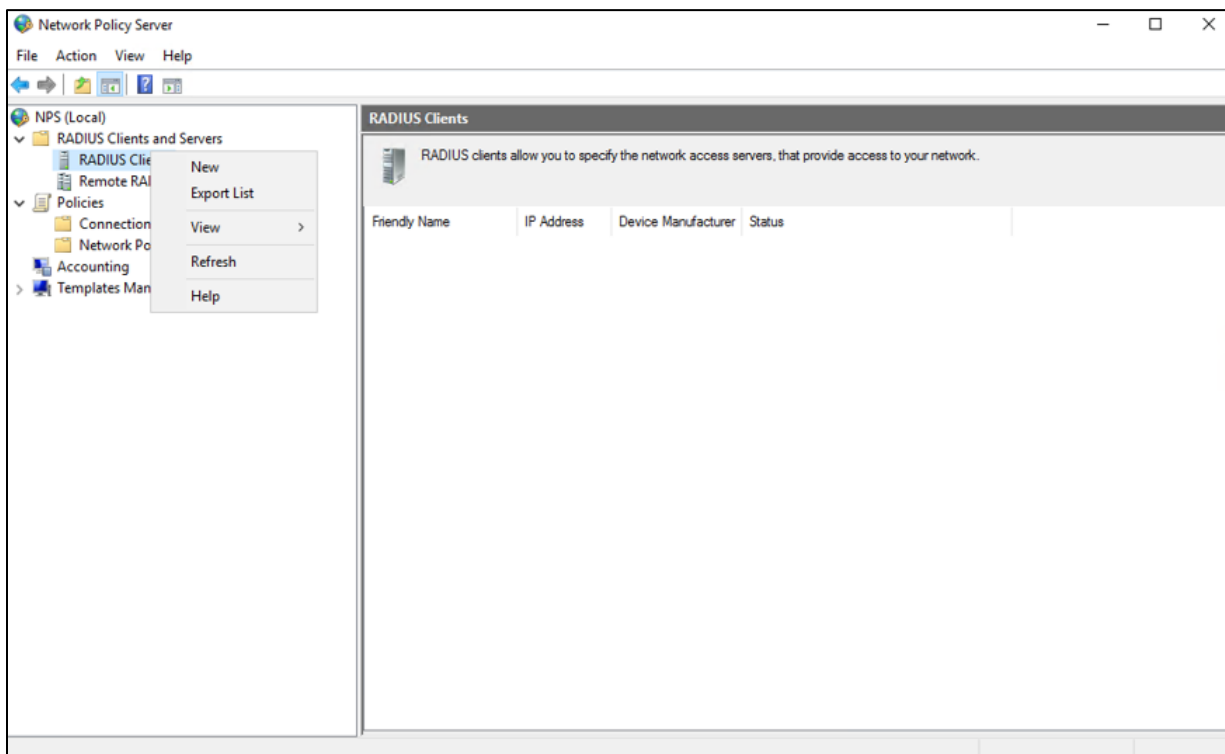 Network Policy Server
File Action View Help
NPS (Local)
RADIUS Clients and Servers
RADIUS Clie
Remote RAI
Policies
Connection
Network Po
Accounting
Templates Man
New
Export List
View
Refresh
Help
RADIUS Clients
RADIUS clients allow you to specify the network access servers, that provide access to your network.
Friendly Name IP Address Device Manufacturer Status